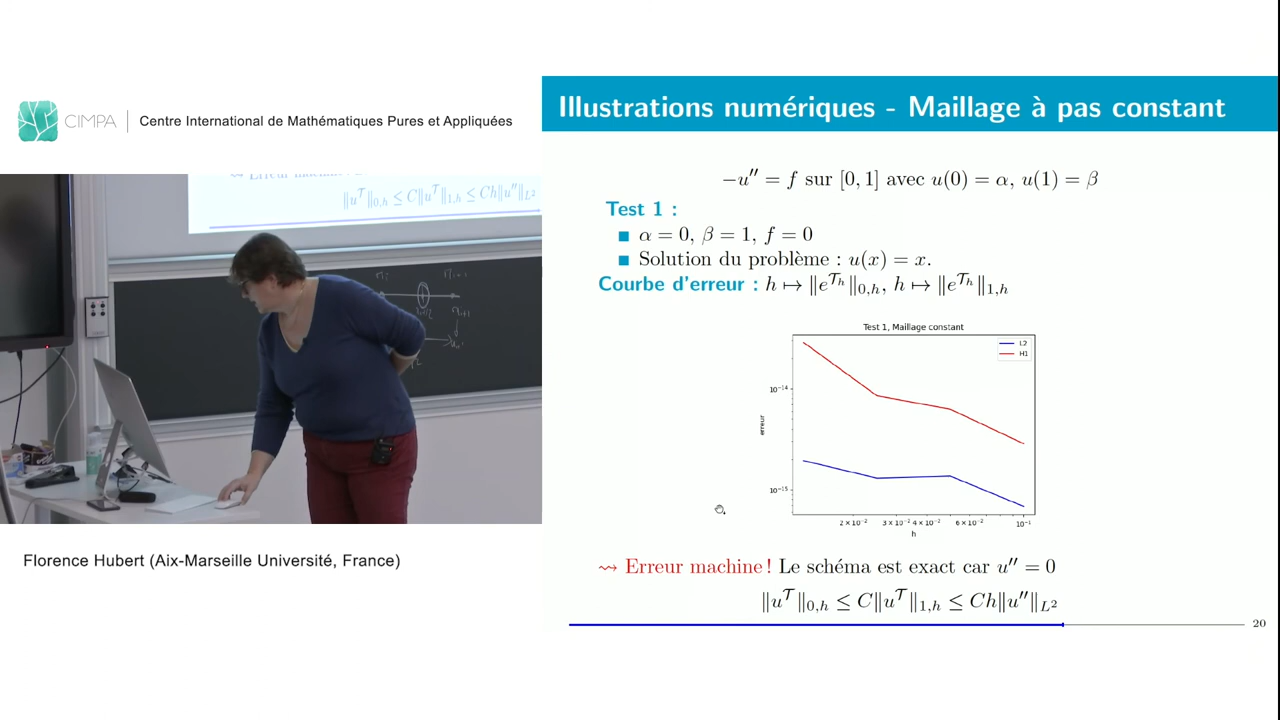 CIMPA
Centre International de Mathématiques Pures et Appliquées
‖u^𝒯‖₀,ₕ ≤ C‖u^𝒯‖₁,ₕ ≤ Ch‖u″‖_L²
Florence Hubert (Aix-Marseille Université, France)
Illustrations numériques - Maillage à pas constant
−u″ = f sur [0, 1] avec u(0) = α, u(1) = β
Test 1 :
α = 0, β = 1, f = 0
Solution du problème : u(x) = x.
Courbe d'erreur : h ↦ ‖e^𝒯ₕ‖₀,ₕ, h ↦ ‖e^𝒯ₕ‖₁,ₕ
Test 1, Maillage constant
L2
H1
10⁻¹⁴
erreur
10⁻¹⁵
2 × 10⁻² 3 × 10⁻² 4 × 10⁻² 6 × 10⁻² 10⁻¹
h
⇝ Erreur machine ! Le schéma est exact car u″ = 0
‖u^𝒯‖₀,ₕ ≤ C‖u^𝒯‖₁,ₕ ≤ Ch‖u″‖_L²
20